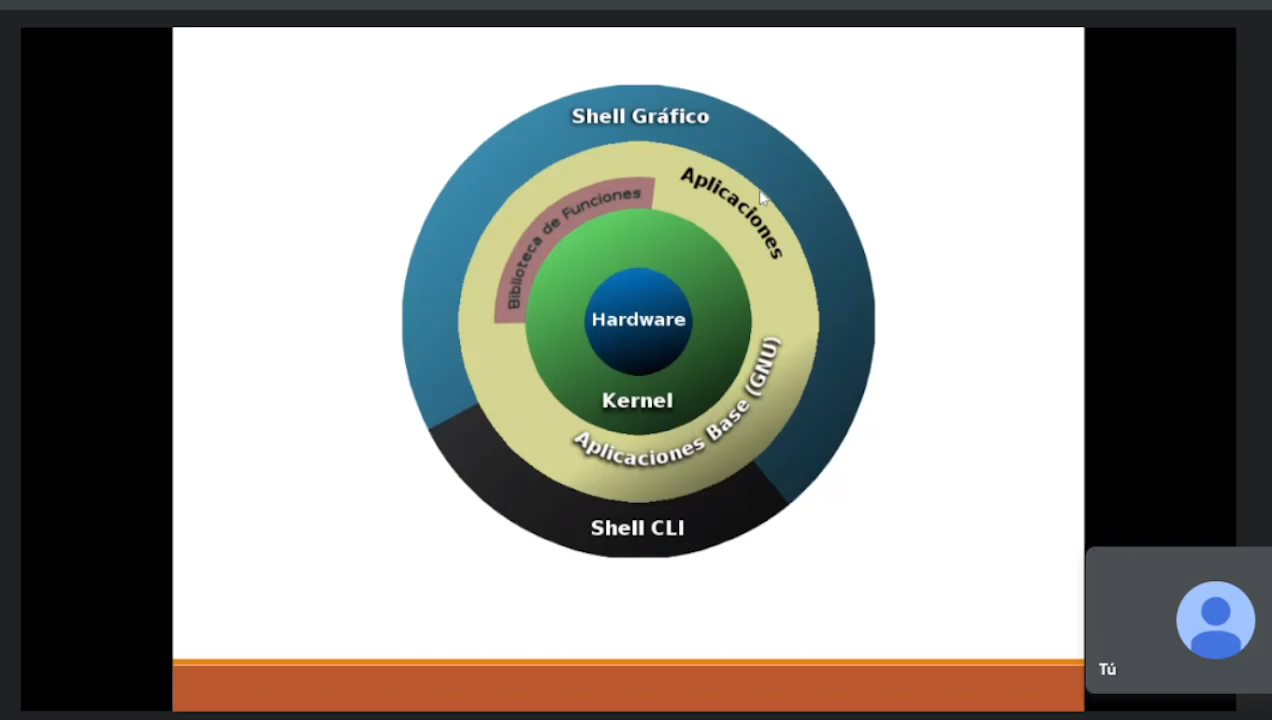 Shell Gráfico
Aplicaciones
Biblioteca de Funciones
Hardware
Kernel
Aplicaciones Base (GNU)
Shell CLI
Tú